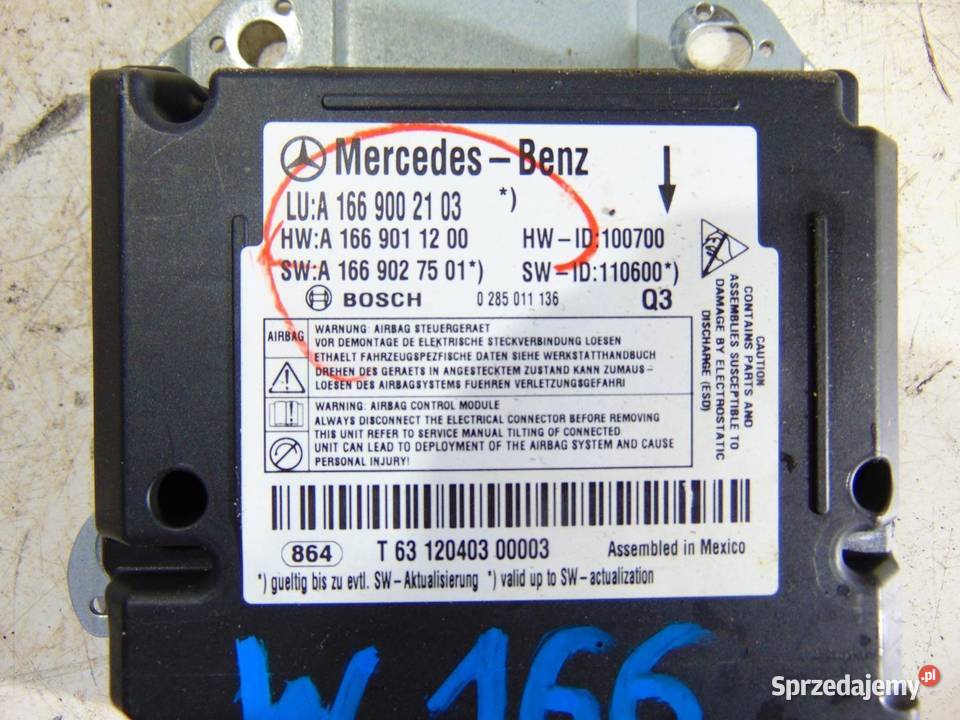 Mercedes-Benz
LU:A 166 900 21 03 *)
HW:A 166 901 12 00 HW-ID:100700
SW:A 166 902 75 01*) SW-ID:110600*)
BOSCH 0 285 011 136 Q3
AIRBAG
WARNUNG: AIRBAG STEUERGERAET
VOR DEMONTAGE DE ELEKTRISCHE STECKVERBINDUNG LOESEN
ETHAELT FAHRZEUGSPEZFISCHE DATEN SIEHE WERKSTATTHANDBUCH
DREHEN DES GERAETS IN ANGESTECKTEM ZUSTAND KANN ZUMAUS-
LOESEN DES AIRBAGSYSTEMS FUEHREN VERLETZUNGSGEFAHR!
WARNING: AIRBAG CONTROL MODULE
ALWAYS DISCONNECT THE ELECTRICAL CONNECTOR BEFORE REMOVING
THIS UNIT REFER TO SERVICE MANUAL TILTING OF CONNECTED
UNIT CAN LEAD TO DEPLOYMENT OF THE AIRBAG SYSTEM AND CAUSE
PERSONAL INJURY!
CAUTION
CONTAINS PARTS AND
ASSEMBLIES SUSCEPTIBLE TO
DAMAGE BY ELECTROSTATIC
DISCHARGE (ESD)
864 T 63 120403 00003 Assembled in Mexico
*) gueltig bis zu evtl. SW-Aktualisierung *) valid up to SW-actualization
W 166
Sprzedajemy.pl